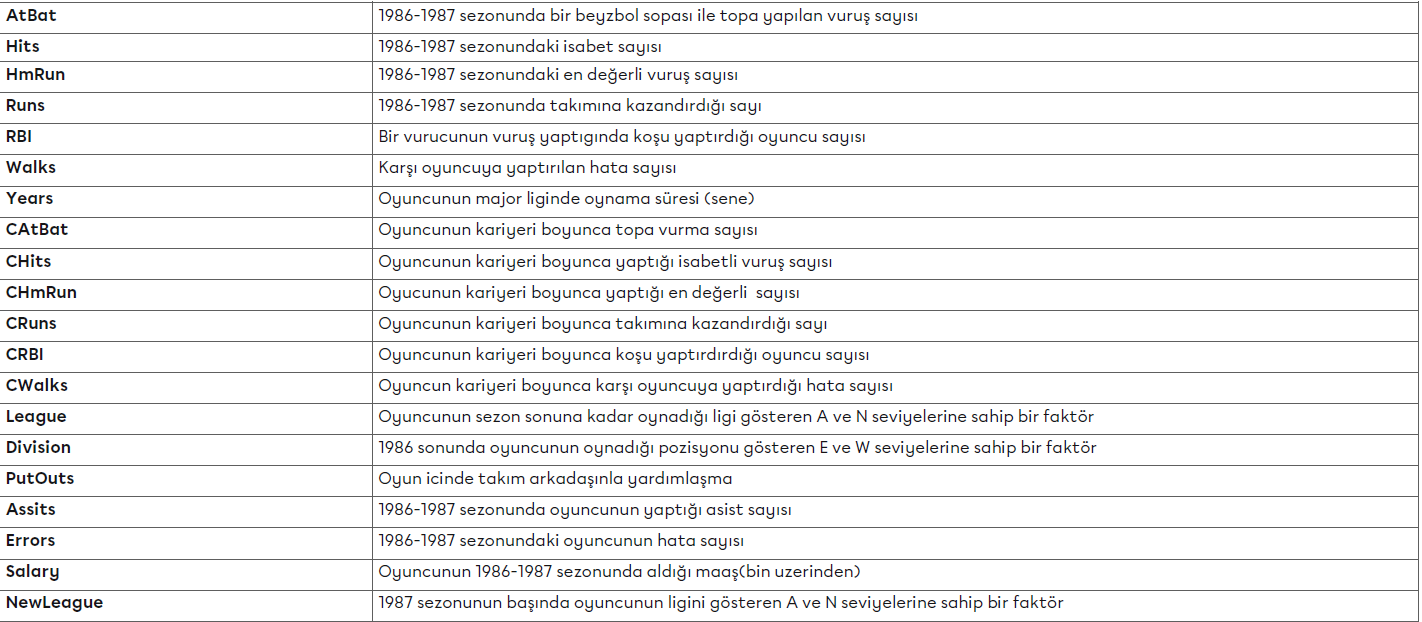 AtBat 1986-1987 sezonunda bir beyzbol sopası ile topa yapılan vuruş sayısı
Hits 1986-1987 sezonundaki isabet sayısı
HmRun 1986-1987 sezonundaki en değerli vuruş sayısı
Runs 1986-1987 sezonunda takımına kazandırdığı sayı
RBI Bir vurucunun vuruş yaptıgında koşu yaptırdığı oyuncu sayısı
Walks Karşı oyuncuya yaptırılan hata sayısı
Years Oyuncunun major liginde oynama süresi (sene)
CAtBat Oyuncunun kariyeri boyunca topa vurma sayısı
CHits Oyuncunun kariyeri boyunca yaptığı isabetli vuruş sayısı
CHmRun Oyucunun kariyeri boyunca yaptığı en değerli sayısı
CRuns Oyuncunun kariyeri boyunca takımına kazandırdığı sayı
CRBI Oyuncunun kariyeri boyunca koşu yaptırdırdığı oyuncu sayısı
CWalks Oyuncun kariyeri boyunca karşı oyuncuya yaptırdığı hata sayısı
League Oyuncunun sezon sonuna kadar oynadığı ligi gösteren A ve N seviyelerine sahip bir faktör
Division 1986 sonunda oyuncunun oynadığı pozisyonu gösteren E ve W seviyelerine sahip bir faktör
PutOuts Oyun icinde takım arkadaşınla yardımlaşma
Assits 1986-1987 sezonunda oyuncunun yaptığı asist sayısı
Errors 1986-1987 sezonundaki oyuncunun hata sayısı
Salary Oyuncunun 1986-1987 sezonunda aldığı maaş(bin uzerinden)
NewLeague 1987 sezonunun başında oyuncunun ligini gösteren A ve N seviyelerine sahip bir faktör